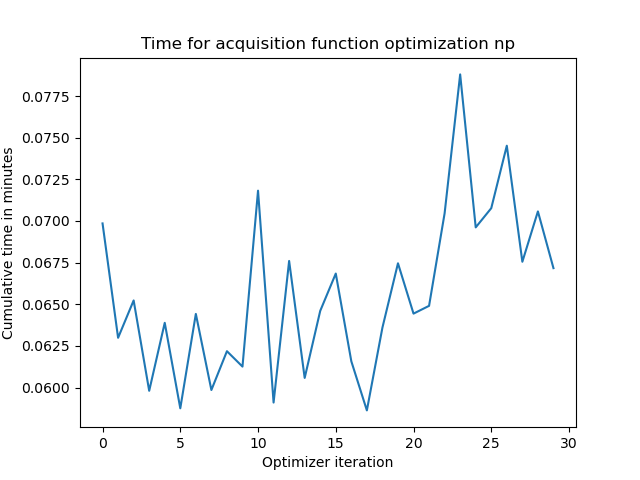 Time for acquisition function optimization np
Cumulative time in minutes
0.0775
0.0750
0.0725
0.0700
0.0675
0.0650
0.0625
0.0600
0 5 10 15 20 25 30
Optimizer iteration